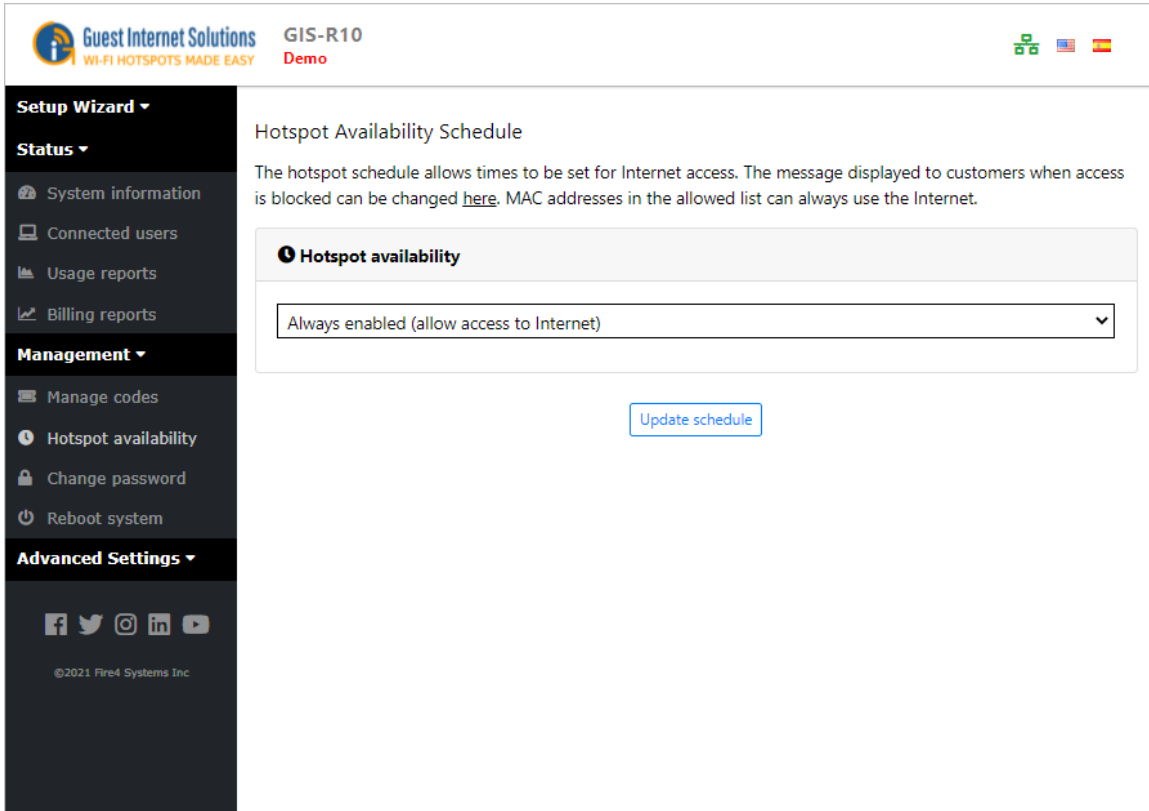 Guest Internet Solutions
WI-FI HOTSPOTS MADE EASY
GIS-R10
Demo
Setup Wizard
Status
System information
Connected users
Usage reports
Billing reports
Management
Manage codes
Hotspot availability
Change password
Reboot system
Advanced Settings
©2021 Fire4 Systems Inc
Hotspot Availability Schedule
The hotspot schedule allows times to be set for Internet access. The message displayed to customers when access
is blocked can be changed here. MAC addresses in the allowed list can always use the Internet.
Hotspot availability
Always enabled (allow access to Internet)
Update schedule